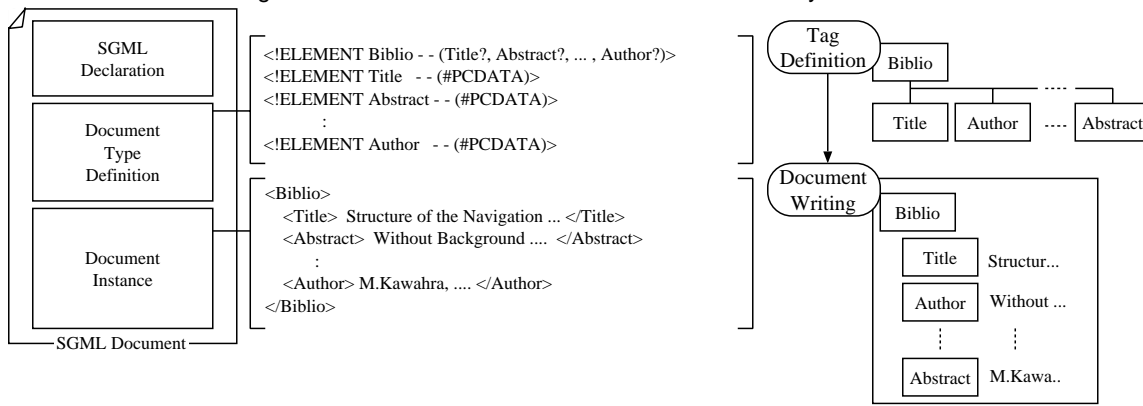 SGML
Declaration
Document
Type
Definition
Document
Instance
SGML Document
<!ELEMENT Biblio - - (Title?, Abstract?, ... , Author?)>
<!ELEMENT Title - - (#PCDATA)>
<!ELEMENT Abstract - - (#PCDATA)>
:
<!ELEMENT Author - - (#PCDATA)>
<Biblio>
<Title> Structure of the Navigation ... </Title>
<Abstract> Without Background .... </Abstract>
:
<Author> M.Kawahra, .... </Author>
</Biblio>
Tag
Definition
Biblio
Title Author .... Abstract
Document
Writing
Biblio
Title Structur...
Author Without ...
Abstract M.Kawa..